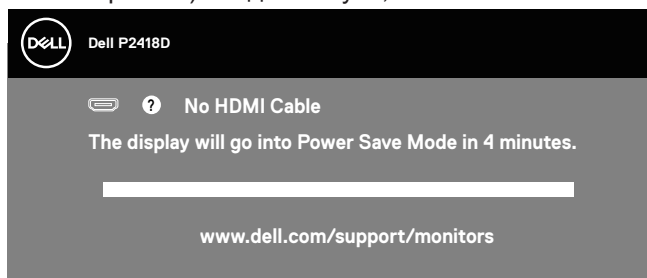 DELL Dell P2418D
? No HDMI Cable
The display will go into Power Save Mode in 4 minutes.
www.dell.com/support/monitors